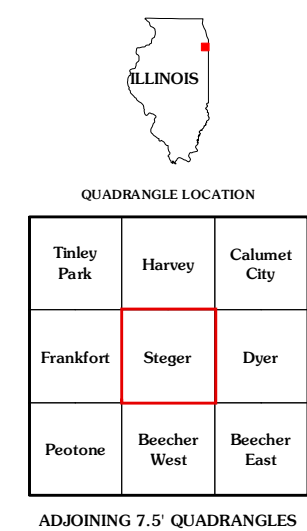 ILLINOIS
QUADRANGLE LOCATION
Tinley
Park
Harvey
Calumet
City
Frankfort
Steger
Dyer
Peotone
Beecher
West
Beecher
East
ADJOINING 7.5' QUADRANGLES